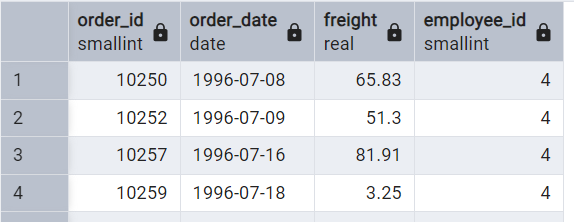 order_id order_date freight employee_id
smallint date real smallint
1 10250 1996-07-08 65.83 4
2 10252 1996-07-09 51.3 4
3 10257 1996-07-16 81.91 4
4 10259 1996-07-18 3.25 4